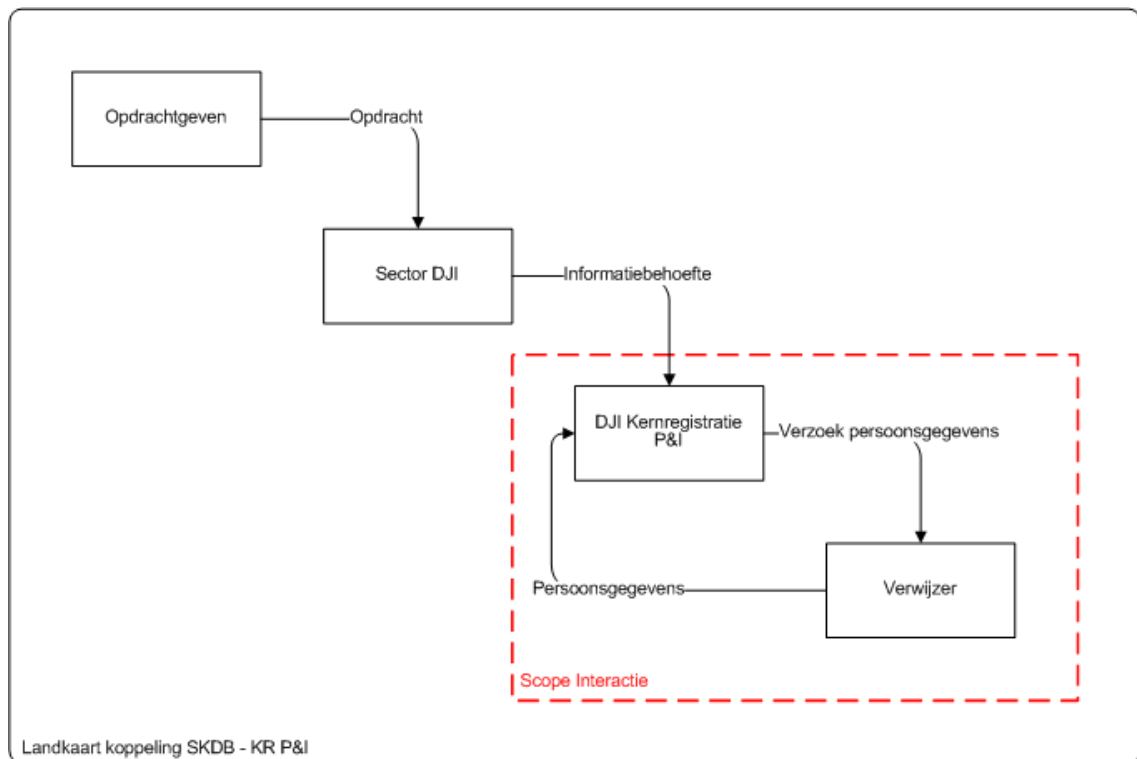 Opdrachtgeven
Opdracht
Sector DJI
Informatiebehoefte
DJI Kernregistratie
P&I
Verzoek persoonsgegevens
Persoonsgegevens
Verwijzer
Scope Interactie
Landkaart koppeling SKDB - KR P&I